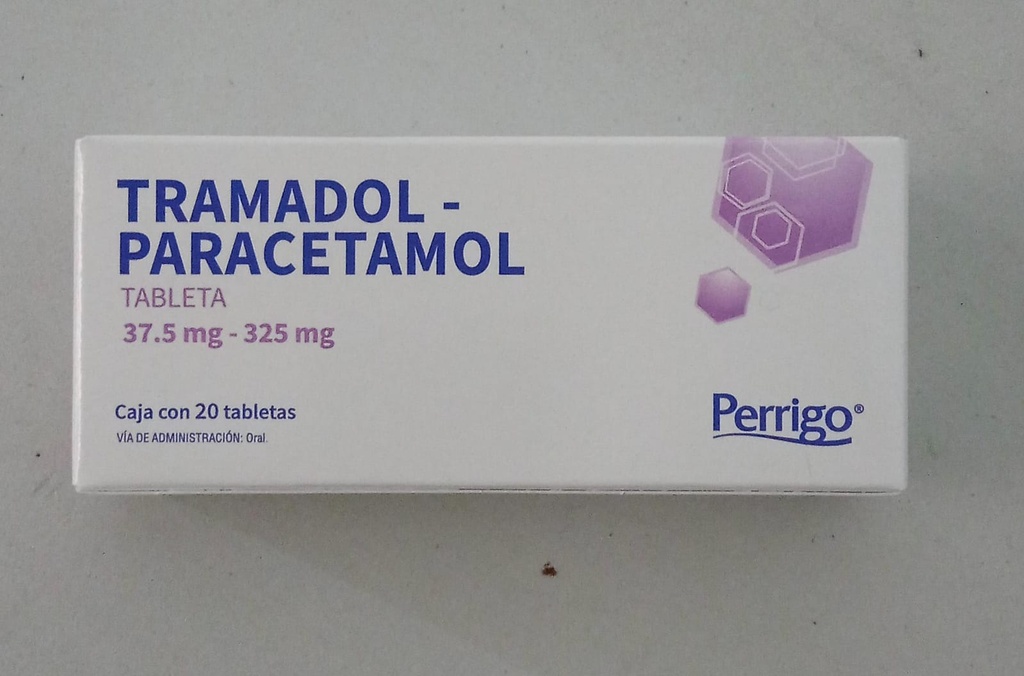 TRAMADOL -
PARACETAMOL
TABLETA
37.5 mg - 325 mg
Caja con 20 tabletas
VÍA DE ADMINISTRACIÓN: Oral.
Perrigo®